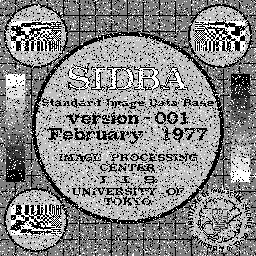 SIDBA
Standard Image Data Base
version - 001
February 1977
IMAGE PROCESSING
CENTER
I I S
UNIVERSITY OF
TOKYO